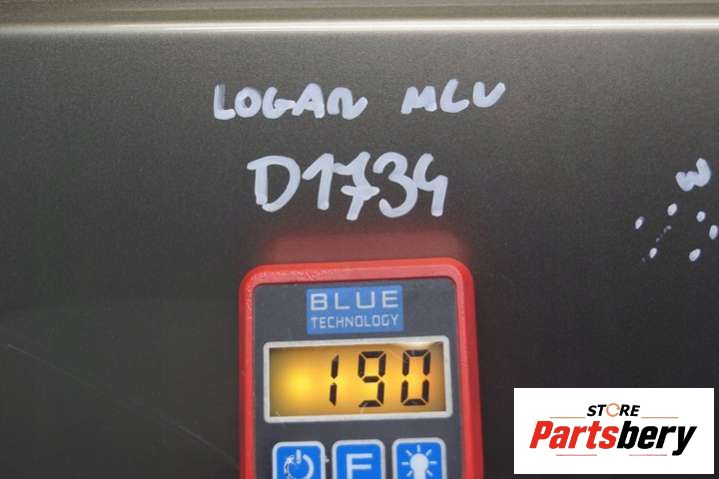 LOGAN MCV
D1734
W
BLUE
TECHNOLOGY
190
F
STORE
Partsbery